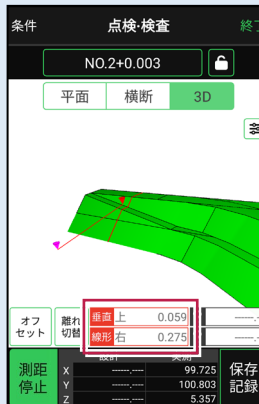 条件 点検・検査 終了
NO.2+0.003
平面 横断 3D
オフセット 離れ切替 垂直 上 0.059 -----.---
線形 右 0.275 -----.---
設計 実測
測距停止 X -----.--- 99.725 保存記録
Y -----.--- 100.803
Z -----.--- 5.357